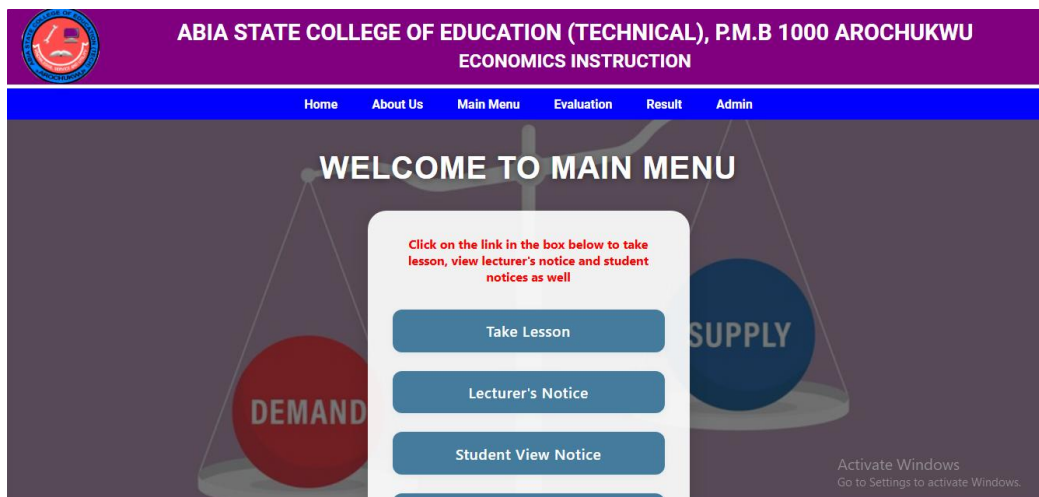 ABIA STATE COLLEGE OF EDUCATION (TECHNICAL), P.M.B 1000 AROCHUKWU
ECONOMICS INSTRUCTION
Home About Us Main Menu Evaluation Result Admin
WELCOME TO MAIN MENU
Click on the link in the box below to take
lesson, view lecturer's notice and student
notices as well
Take Lesson
SUPPLY
Lecturer's Notice
DEMAND
Student View Notice
Activate Windows
Go to Settings to activate Windows.